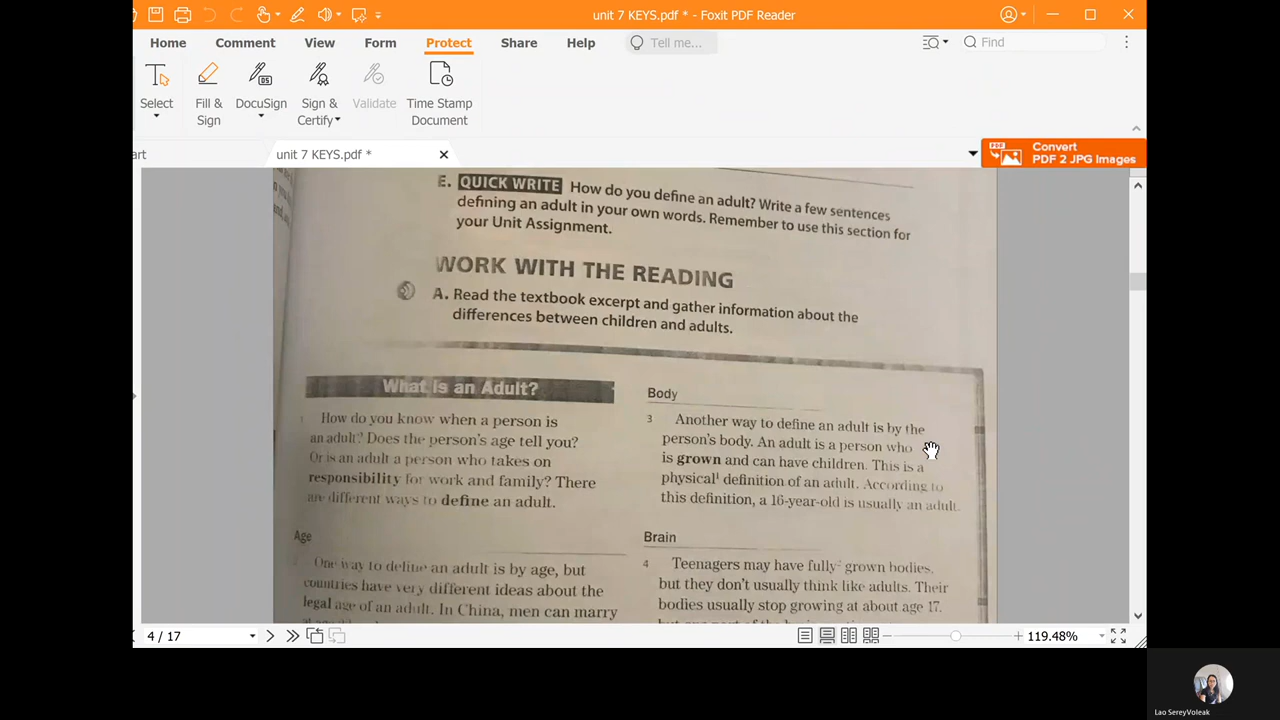 unit 7 KEYS.pdf * - Foxit PDF Reader
Home Comment View Form Protect Share Help Tell me... Find
Select Fill & Sign DocuSign Sign & Certify Validate Time Stamp Document
art unit 7 KEYS.pdf *
Convert
PDF 2 JPG Images
E. QUICK WRITE How do you define an adult? Write a few sentences
defining an adult in your own words. Remember to use this section for
your Unit Assignment.
WORK WITH THE READING
A. Read the textbook excerpt and gather information about the
differences between children and adults.
What is an Adult?
1 How do you know when a person is
an adult? Does the person's age tell you?
Or is an adult a person who takes on
responsibility for work and family? There
are different ways to define an adult.
Age
One way to define an adult is by age, but
countries have very different ideas about the
legal age of an adult. In China, men can marry
Body
3 Another way to define an adult is by the
person's body. An adult is a person who
is grown and can have children. This is a
physical1 definition of an adult. According to
this definition, a 16-year-old is usually an adult.
Brain
4 Teenagers may have fully2 grown bodies,
but they don't usually think like adults. Their
bodies usually stop growing at about age 17,
4 / 17
119.48%
Lao SereyVoleak